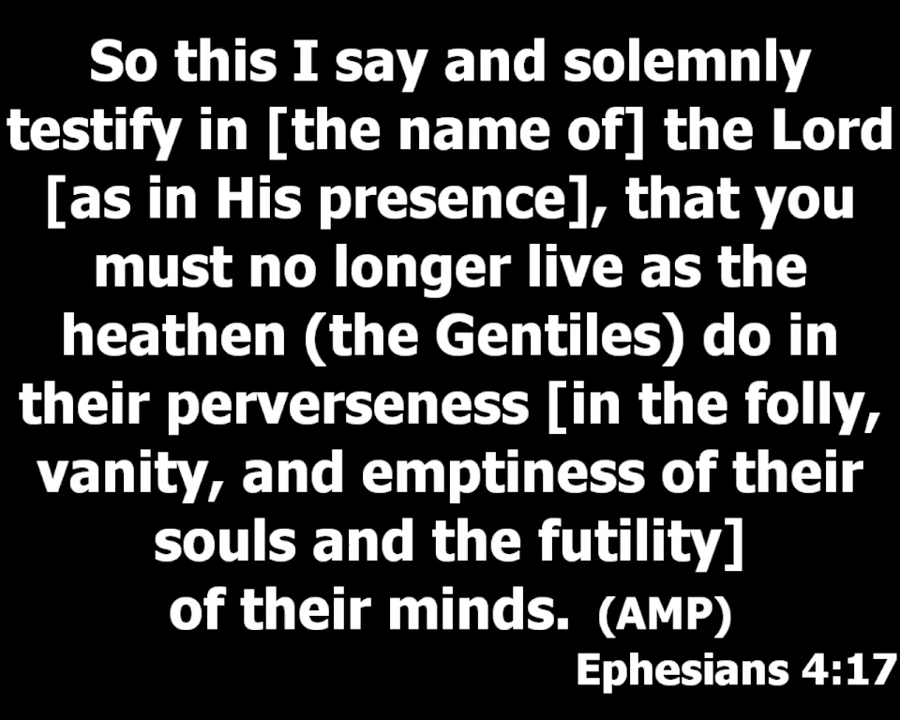 So this I say and solemnly
testify in [the name of] the Lord
[as in His presence], that you
must no longer live as the
heathen (the Gentiles) do in
their perverseness [in the folly,
vanity, and emptiness of their
souls and the futility]
of their minds. (AMP)
Ephesians 4:17